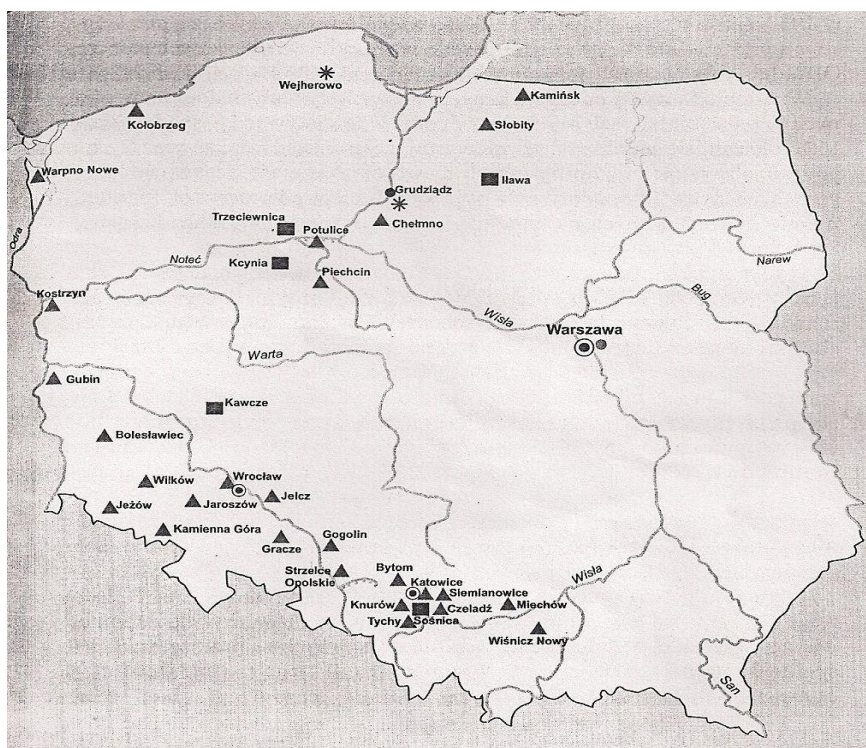 Wejherowo
Kamińsk
Kołobrzeg
Słobity
Warpno Nowe
Iława
Grudziądz
Chełmno
Trzeciewnica
Potulice
Odra
Noteć
Kcynia
Piechcin
Narew
Bug
Kostrzyn
Wisła
Warszawa
Warta
Gubin
Kawcze
Bolesławiec
Wilków
Wrocław
Jelcz
Jeżów
Jaroszów
Kamienna Góra
Gracze
Gogolin
Strzelce
Opolskie
Bytom
Katowice
Siemianowice
Wisła
Knurów
Czeladź
Miechów
Tychy
Sośnica
Wiśnicz Nowy
San